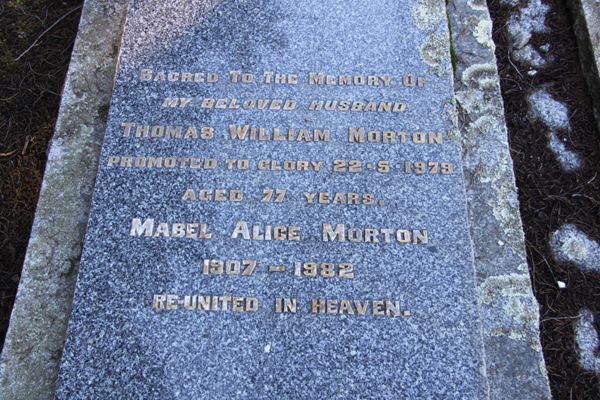 Sacred To The Memory Of
my beloved husband
Thomas William Morton
promoted to glory 22·5·1979
aged 77 years.
Mabel Alice Morton
1907 – 1982
Re-united in Heaven.